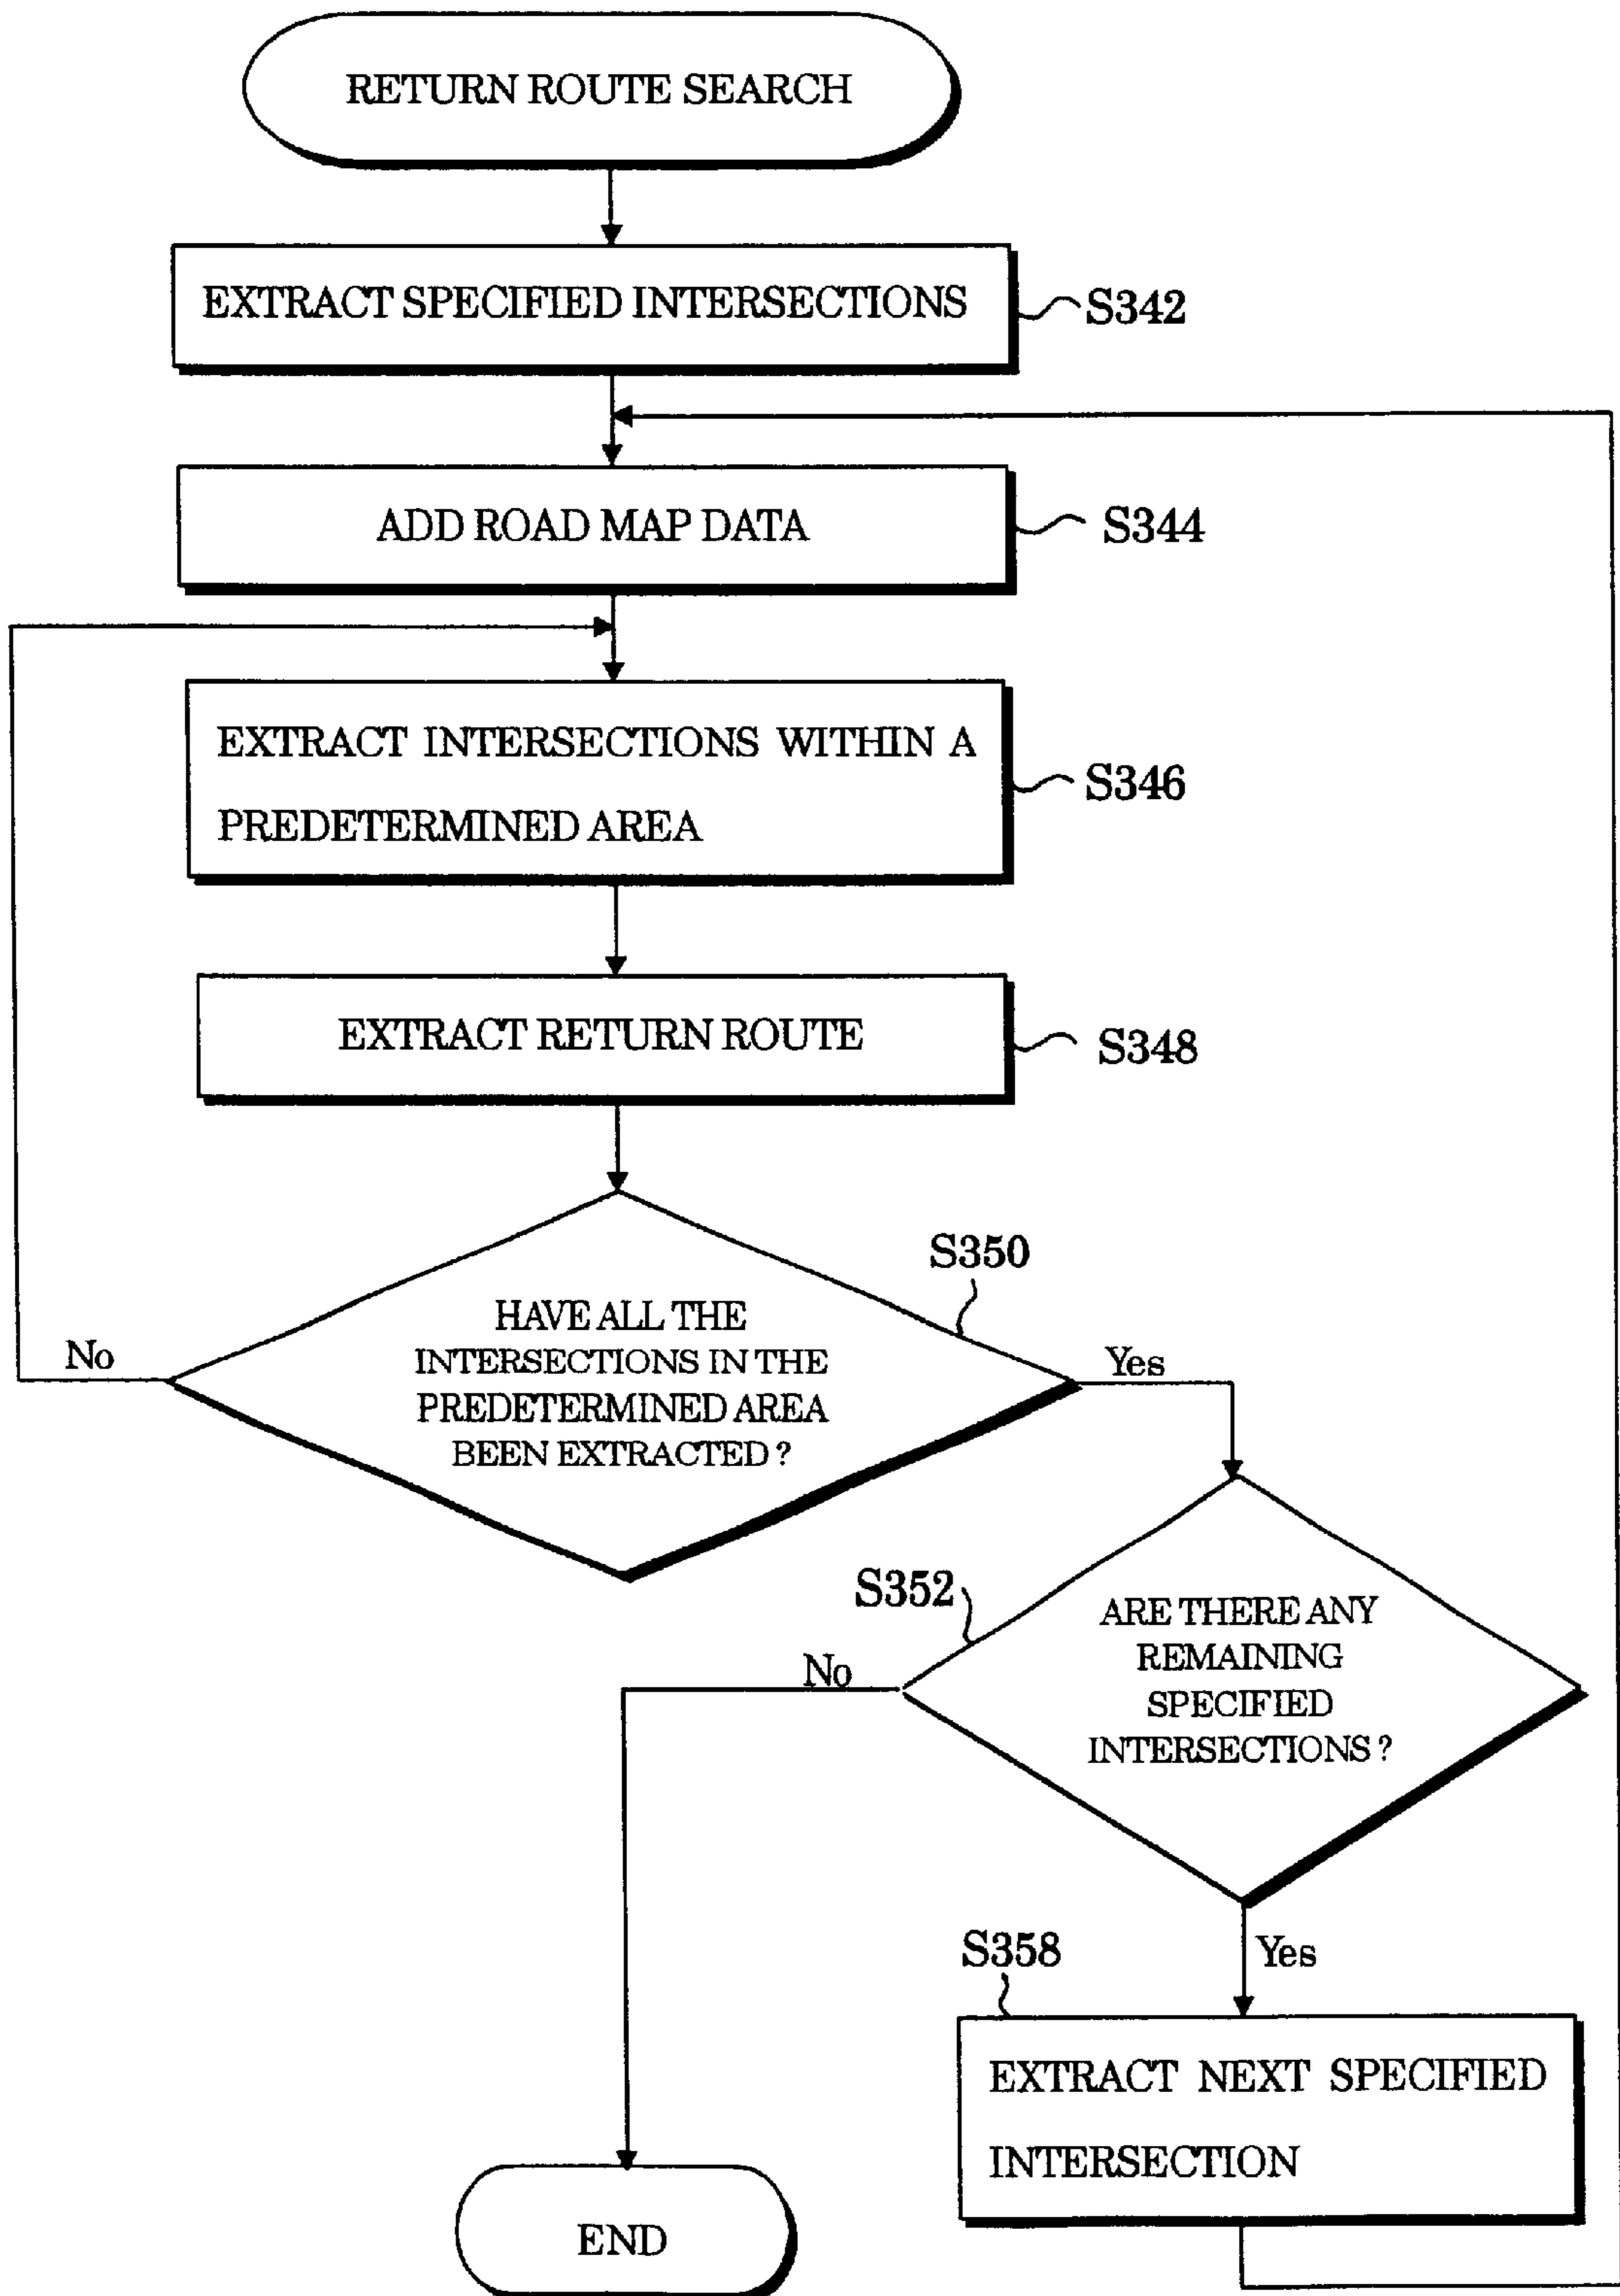 RETURN ROUTE SEARCH
EXTRACT SPECIFIED INTERSECTIONS
S342
ADD ROAD MAP DATA
S344
EXTRACT INTERSECTIONS WITHIN A
PREDETERMINED AREA
S346
EXTRACT RETURN ROUTE
S348
S350
HAVE ALL THE
INTERSECTIONS IN THE
PREDETERMINED AREA
BEEN EXTRACTED ?
No
Yes
S352
ARE THERE ANY
REMAINING
SPECIFIED
INTERSECTIONS ?
No
Yes
S358
EXTRACT NEXT SPECIFIED
INTERSECTION
END